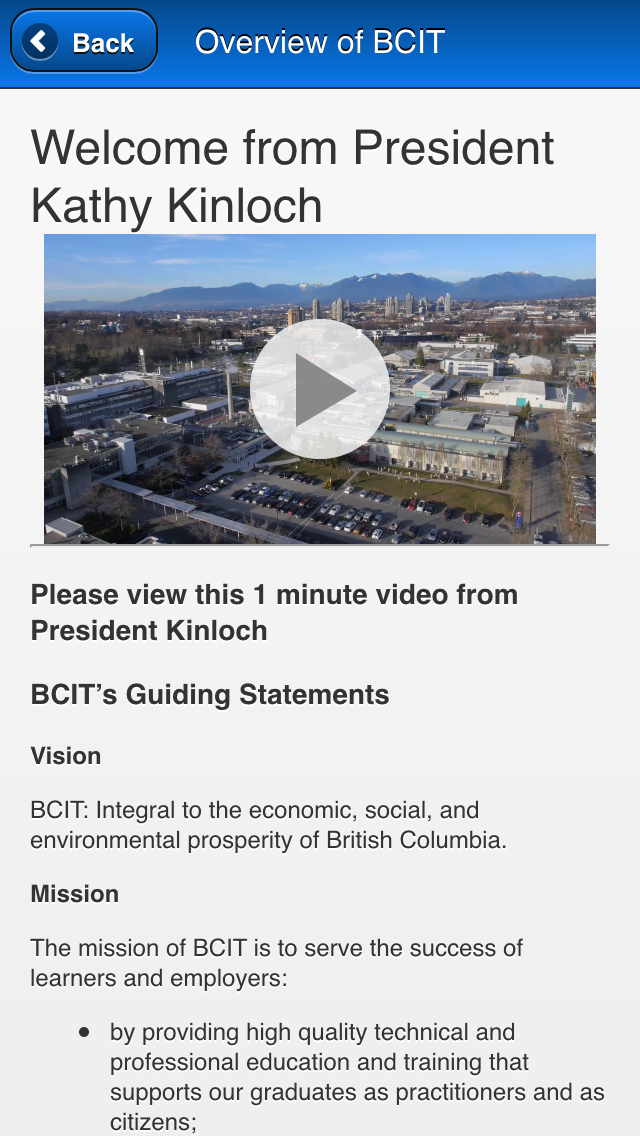 Back
Overview of BCIT
Welcome from President
Kathy Kinloch
Please view this 1 minute video from
President Kinloch
BCIT’s Guiding Statements
Vision
BCIT: Integral to the economic, social, and
environmental prosperity of British Columbia.
Mission
The mission of BCIT is to serve the success of
learners and employers:
• by providing high quality technical and
professional education and training that
supports our graduates as practitioners and as
citizens;